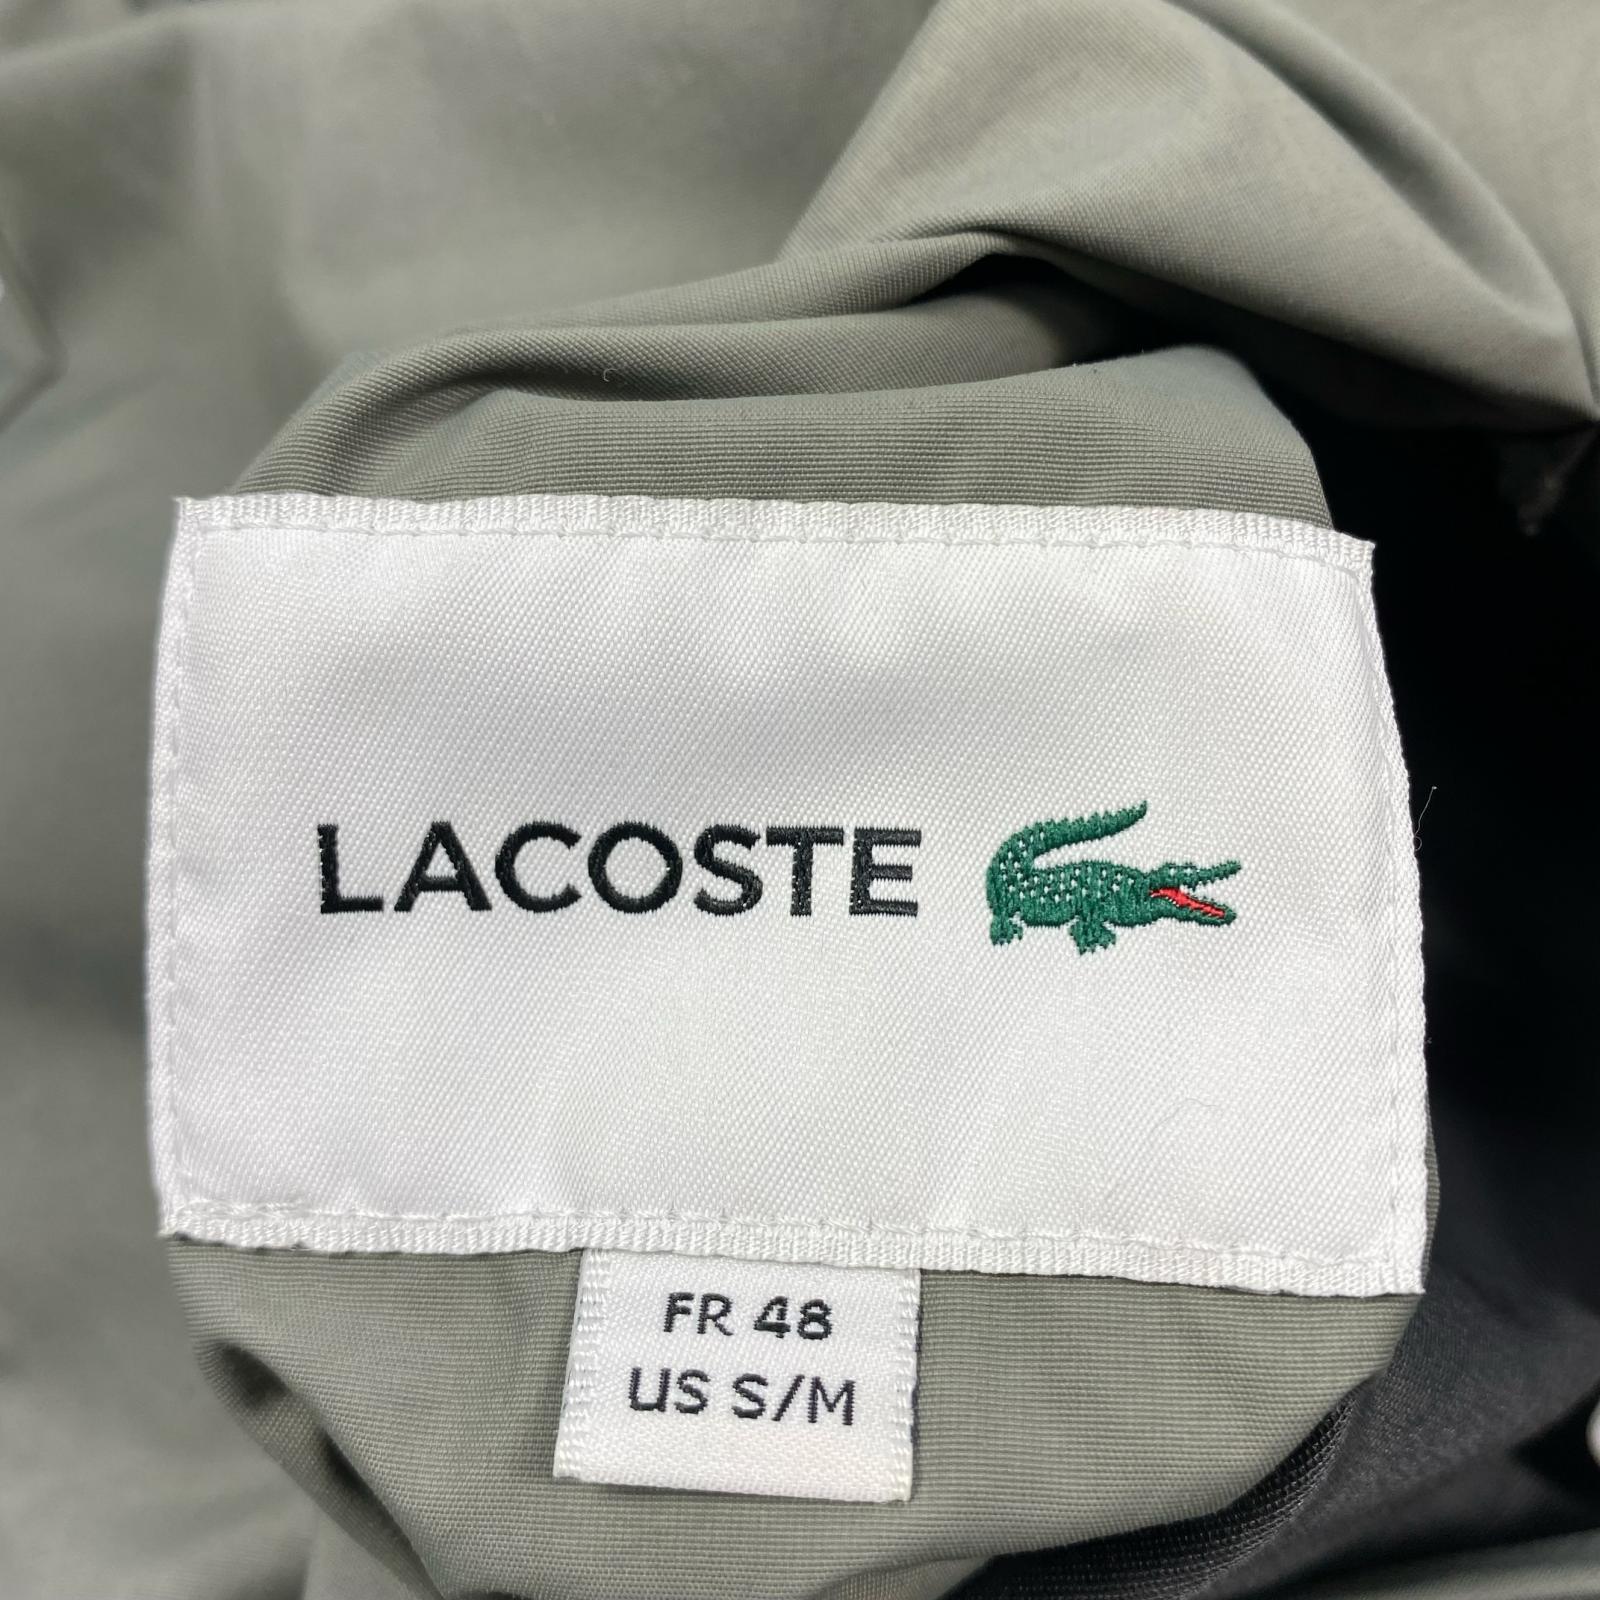 LACOSTE
FR 48
US S/M